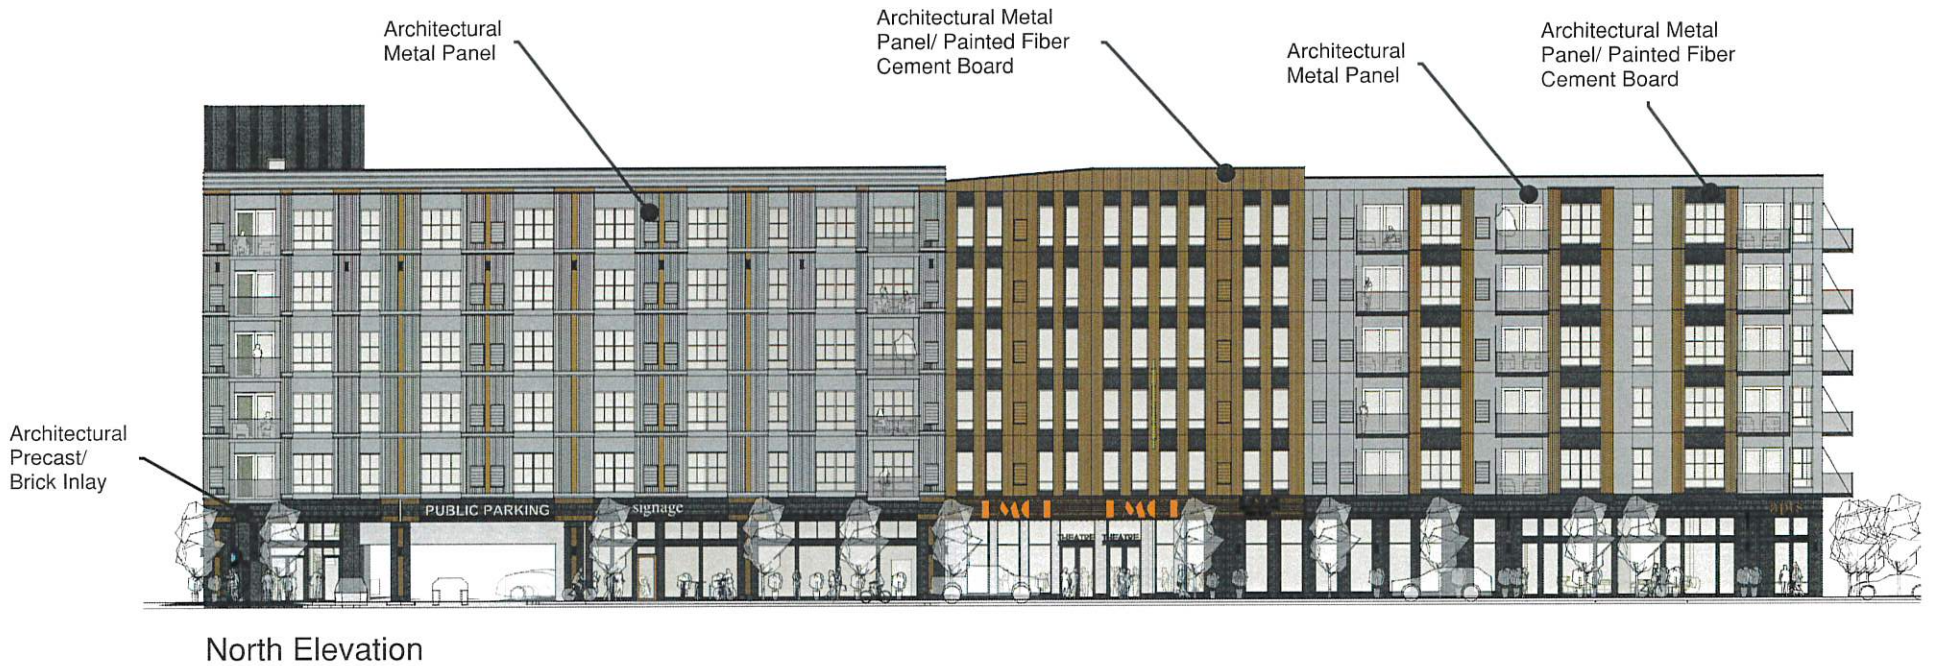 Architectural
Metal Panel
Architectural Metal
Panel/ Painted Fiber
Cement Board
Architectural
Metal Panel
Architectural Metal
Panel/ Painted Fiber
Cement Board
Architectural
Precast/
Brick Inlay
PUBLIC PARKING
signage
THEATRE THEATRE
apts
North Elevation